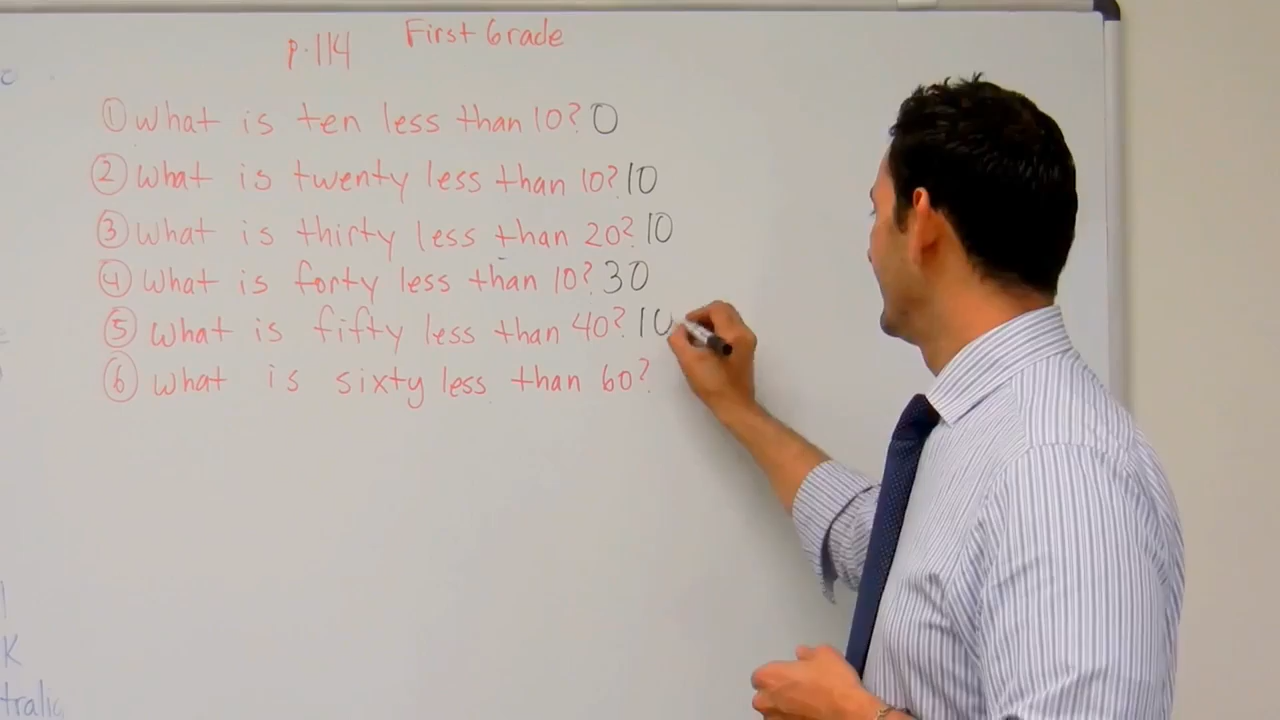 First Grade
p.114
① What is ten less than 10? 0
② What is twenty less than 10? 10
③ What is thirty less than 20? 10
④ What is forty less than 10? 30
⑤ What is fifty less than 40? 10
⑥ What is sixty less than 60?
K